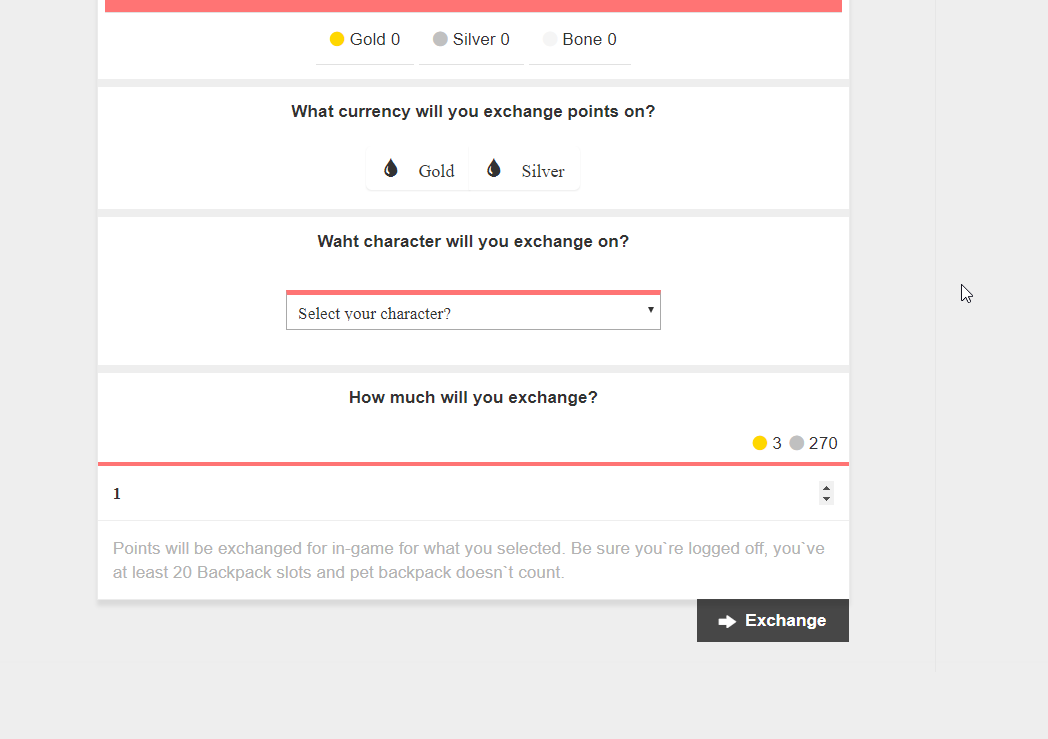 Gold 0 Silver 0 Bone 0
What currency will you exchange points on?
Gold Silver
Waht character will you exchange on?
Select your character?
How much will you exchange?
3 270
1
Points will be exchanged for in-game for what you selected. Be sure you`re logged off, you`ve
at least 20 Backpack slots and pet backpack doesn`t count.
Exchange